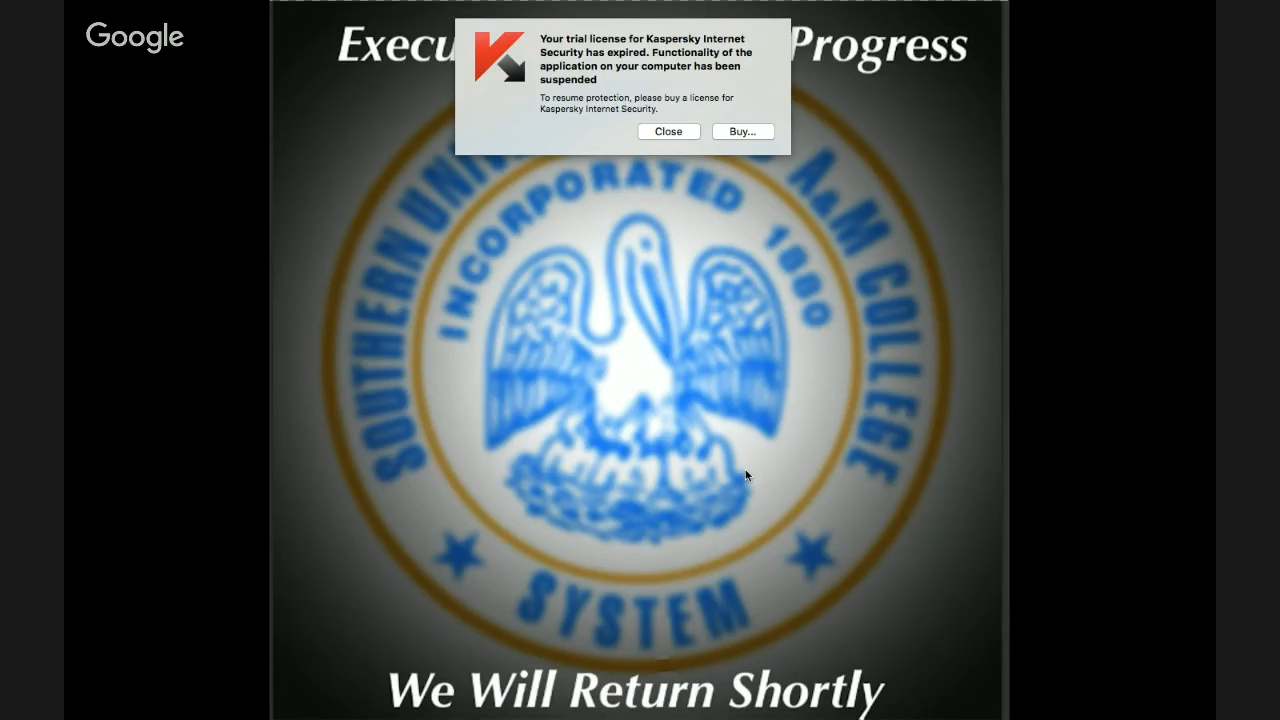 Google
Execu
Progress
Your trial license for Kaspersky Internet
Security has expired. Functionality of the
application on your computer has been
suspended
To resume protection, please buy a license for
Kaspersky Internet Security.
Close
Buy...
SOUTHERN UNIV
A&M COLLEGE
INCORPORATED 1880
SYSTEM
We Will Return Shortly